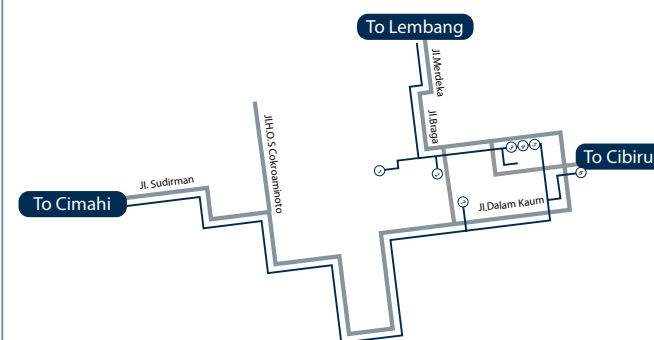 To Lembang
Jl.Merdeka
Jl.Braga
Jl.H.O.S Cokroaminoto
To Cibiru
Jl. Sudirman
To Cimahi
Jl.Dalam Kaum